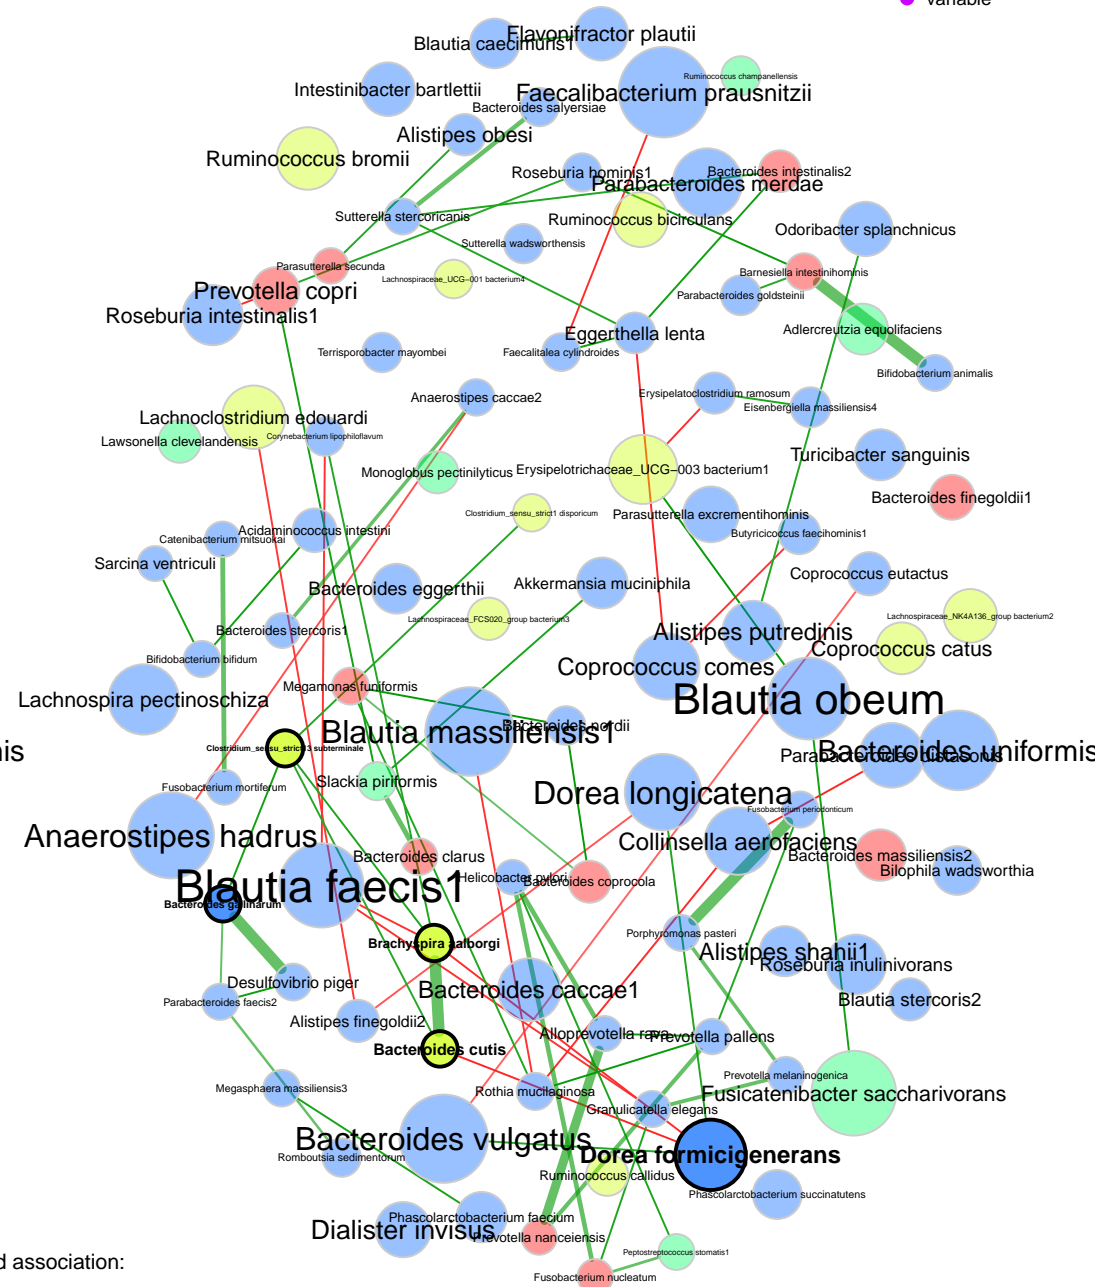 variable
Flavonifractor plautii
Blautia caecimuris1
Ruminococcus champanellensis
Intestinibacter bartlettii
Faecalibacterium prausnitzii
Bacteroides salyersiae
Alistipes obesi
Ruminococcus bromii
Roseburia hominis1
Bacteroides intestinalis2
Parabacteroides merdae
Sutterella stercoricanis
Ruminococcus bicirculans
Odoribacter splanchnicus
Sutterella wadsworthensis
Parasutterella secunda
Barnesiella intestinihominis
Lachnospiraceae_UCG−001 bacterium4
Prevotella copri
Parabacteroides goldsteinii
Roseburia intestinalis1
Adlercreutzia equolifaciens
Eggerthella lenta
Terrisporobacter mayombei
Faecalitalea cylindroides
Bifidobacterium animalis
Anaerostipes caccae2
Erysipelatoclostridium ramosum
Eisenbergiella massiliensis4
Lachnoclostridium edouardi
Corynebacterium lipophiloflavum
Lawsonella clevelandensis
Turicibacter sanguinis
Monoglobus pectinilyticus
Erysipelotrichaceae_UCG−003 bacterium1
Bacteroides finegoldii1
Clostridium_sensu_strict1 disporicum
Parasutterella excrementihominis
Acidaminococcus intestini
Butyricicoccus faecihominis1
Catenibacterium mitsuokai
Sarcina ventriculi
Coprococcus eutactus
Akkermansia muciniphila
Bacteroides eggerthii
Lachnospiraceae_NK4A136_group bacterium2
Lachnospiraceae_FCS020_group bacterium3
Bacteroides stercoris1
Alistipes putredinis
Coprococcus catus
Bifidobacterium bifidum
Coprococcus comes
Megamonas funiformis
Lachnospira pectinoschiza
Blautia obeum
Bacteroides nordii
Blautia massiliensis1
Clostridium_sensu_strict13 subterminale
nis
Bacteroides uniformis
Parabacteroides distasonis
Slackia piriformis
Fusobacterium mortiferum
Dorea longicatena
Fusobacterium periodonticum
Anaerostipes hadrus
Collinsella aerofaciens
Bacteroides clarus
Bacteroides massiliensis2
Bilophila wadsworthia
Helicobacter pylori
Bacteroides coprocola
Blautia faecis1
Bacteroides gallinarum
Porphyromonas pasteri
Brachyspira aalborgi
Alistipes shahii1
Roseburia inulinivorans
Desulfovibrio piger
Bacteroides caccae1
Parabacteroides faecis2
Blautia stercoris2
Alistipes finegoldii2
Alloprevotella rava
Prevotella pallens
Bacteroides cutis
Prevotella melaninogenica
Megasphaera massiliensis3
Rothia mucilaginosa
Fusicatenibacter saccharivorans
Granulicatella elegans
Bacteroides vulgatus
Romboutsia sedimentorum
Dorea formicigenerans
Ruminococcus callidus
Phascolarctobacterium succinatutens
Phascolarctobacterium faecium
Dialister invisus
Prevotella nanceiensis
Peptostreptococcus stomatis1
d association:
Fusobacterium nucleatum